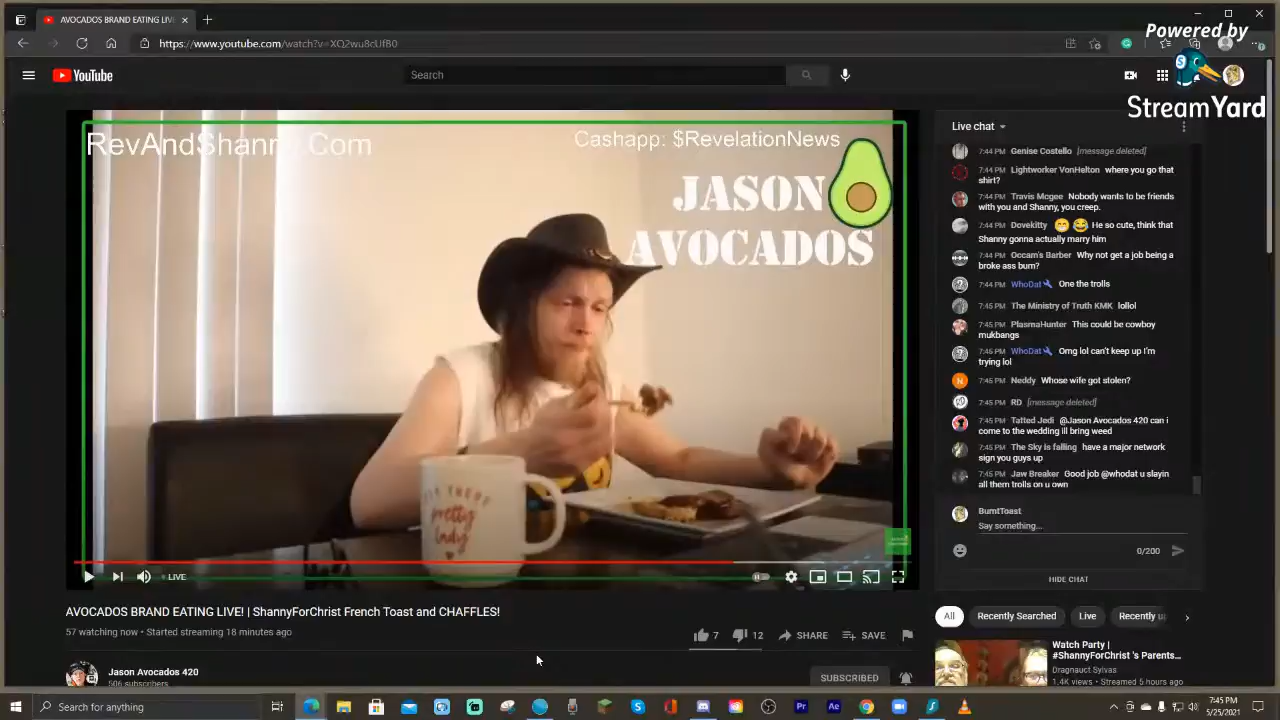 AVOCADOS BRAND EATING LIVE
Powered by
StreamYard
https://www.youtube.com/watch?v=XQ2wu8cUfB0
YouTube
Search
RevAndShanny.Com
Cashapp: $RevelationNews
JASON
AVOCADOS
pretty
lady
LIVE
AVOCADOS BRAND EATING LIVE! | ShannyForChrist French Toast and CHAFFLES!
57 watching now • Started streaming 18 minutes ago
7
12
SHARE
SAVE
Jason Avocados 420
506 subscribers
SUBSCRIBED
Live chat
7:44 PM Genise Costello [message deleted]
7:44 PM Lightworker VonHelton where you go that
shirt?
7:44 PM Travis Mcgee Nobody wants to be friends
with you and Shanny, you creep.
7:44 PM Dovekitty He so cute, think that
Shanny gonna actually marry him
7:44 PM Occam's Barber Why not get a job being a
broke ass bum?
7:44 PM WhoDat One the trolls
7:45 PM The Ministry of Truth KMK lollol
7:45 PM PlasmaHunter This could be cowboy
mukbangs
7:45 PM WhoDat Omg lol can't keep up I'm
trying lol
7:45 PM Neddy Whose wife got stolen?
7:45 PM RD [message deleted]
7:45 PM Tatted Jedi @Jason Avocados 420 can i
come to the wedding ill bring weed
7:45 PM The Sky is falling have a major network
sign you guys up
7:45 PM Jaw Breaker Good job @whodat u slayin
all them trolls on u own
BurntToast
Say something...
0/200
HIDE CHAT
All
Recently Searched
Live
Recently u
Watch Party |
#ShannyForChrist 's Parents...
Dragnauct Sylvas
1.4K views • Streamed 5 hours ago
Search for anything
7:45 PM
5/25/2021